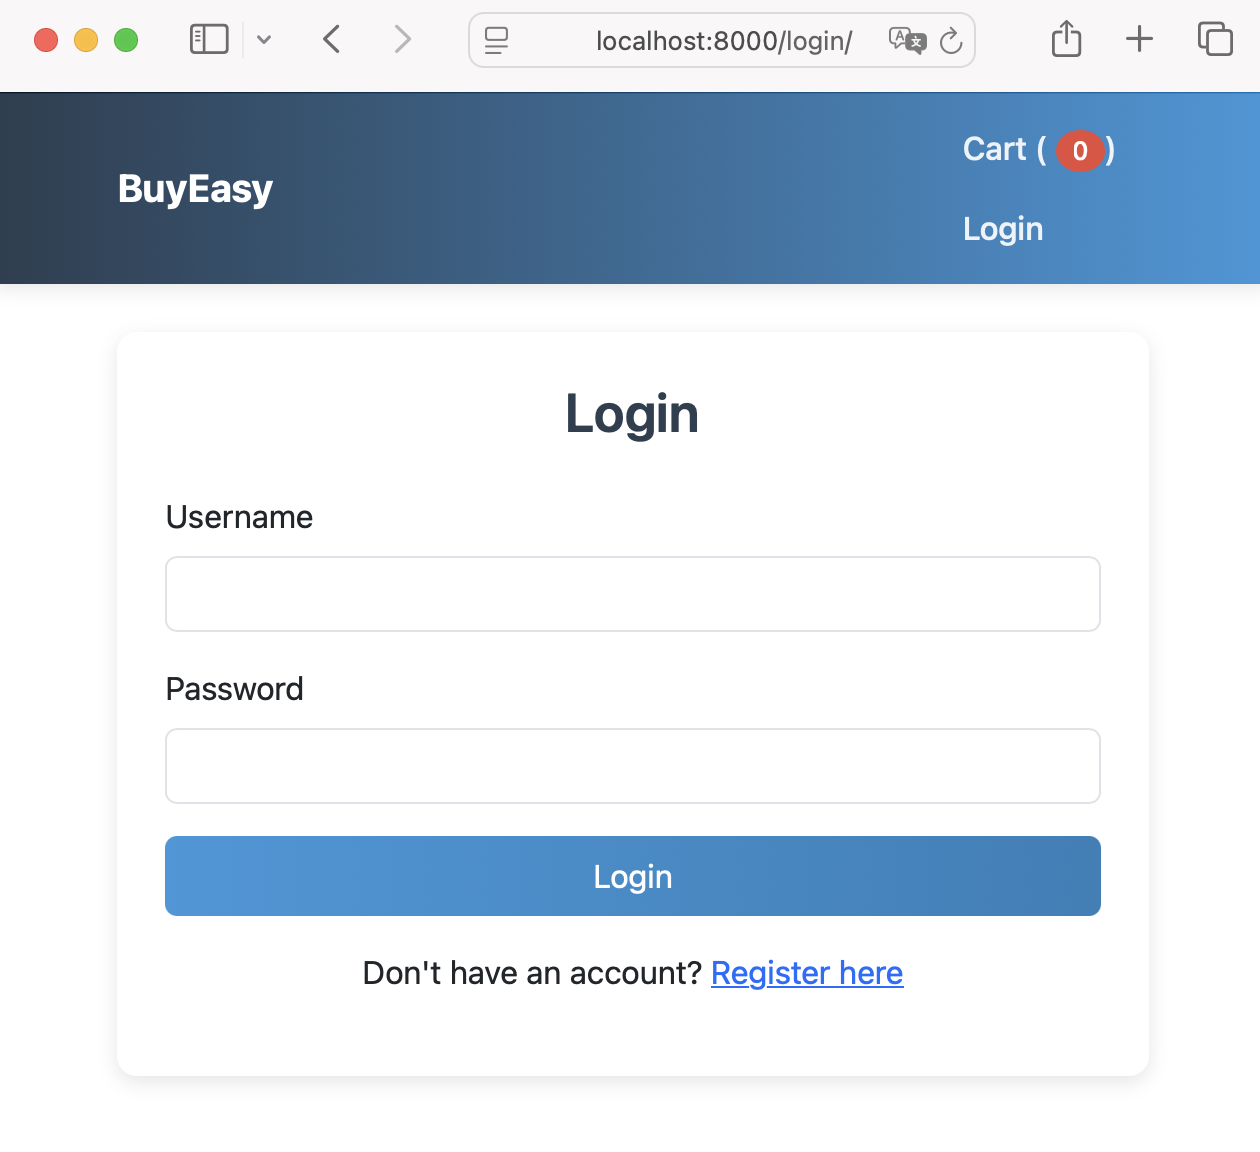 localhost:8000/login/
BuyEasy
Cart ( 0 )
Login
Login
Username
Password
Login
Don't have an account? Register here